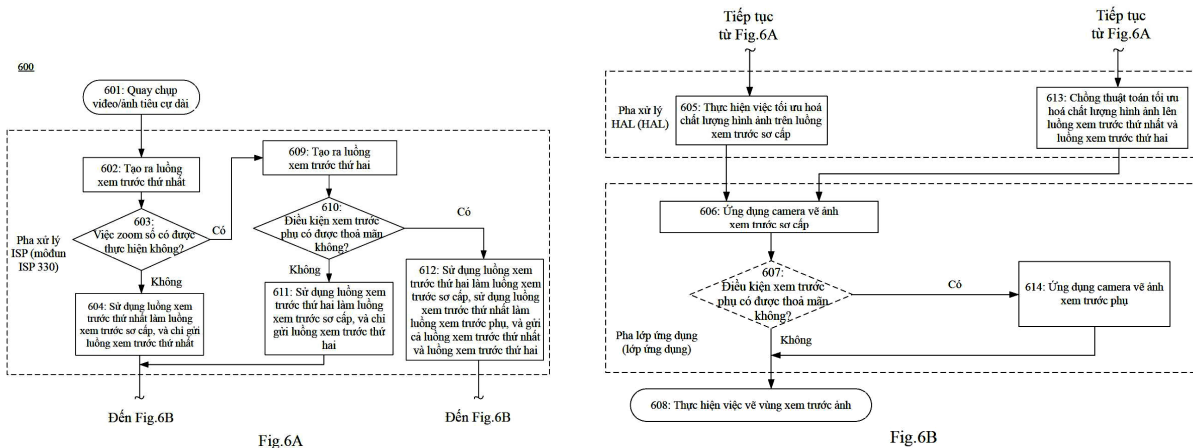 600
601: Quay chụp
video/ảnh tiêu cự dài
602: Tạo ra luồng
xem trước thứ nhất
603:
Việc zoom số có được
thực hiện không?
Có
Không
Pha xử lý
ISP (môđun
ISP 330)
604: Sử dụng luồng xem
trước thứ nhất làm luồng
xem trước sơ cấp, và chỉ gửi
luồng xem trước thứ nhất
609: Tạo ra luồng
xem trước thứ hai
610:
Điều kiện xem trước
phụ có được thoả mãn
không?
Có
Không
611: Sử dụng luồng xem
trước thứ hai làm luồng
xem trước sơ cấp, và chỉ
gửi luồng xem trước thứ
hai
612: Sử dụng luồng xem
trước thứ hai làm luồng xem
trước sơ cấp, sử dụng luồng
xem trước thứ nhất làm
luồng xem trước phụ, và gửi
cả luồng xem trước thứ nhất
và luồng xem trước thứ hai
Đến Fig.6B
Đến Fig.6B
Fig.6A
Tiếp tục
từ Fig.6A
Tiếp tục
từ Fig.6A
Pha xử lý
HAL (HAL)
605: Thực hiện việc tối ưu hoá
chất lượng hình ảnh trên luồng
xem trước sơ cấp
613: Chồng thuật toán tối ưu
hoá chất lượng hình ảnh lên
luồng xem trước thứ nhất và
luồng xem trước thứ hai
606: Ứng dụng camera vẽ ảnh
xem trước sơ cấp
607:
Điều kiện xem trước
phụ có được thoả mãn
không?
Có
Không
614: Ứng dụng camera vẽ ảnh
xem trước phụ
Pha lớp ứng dụng
(lớp ứng dụng)
608: Thực hiện việc vẽ vùng xem trước ảnh
Fig.6B